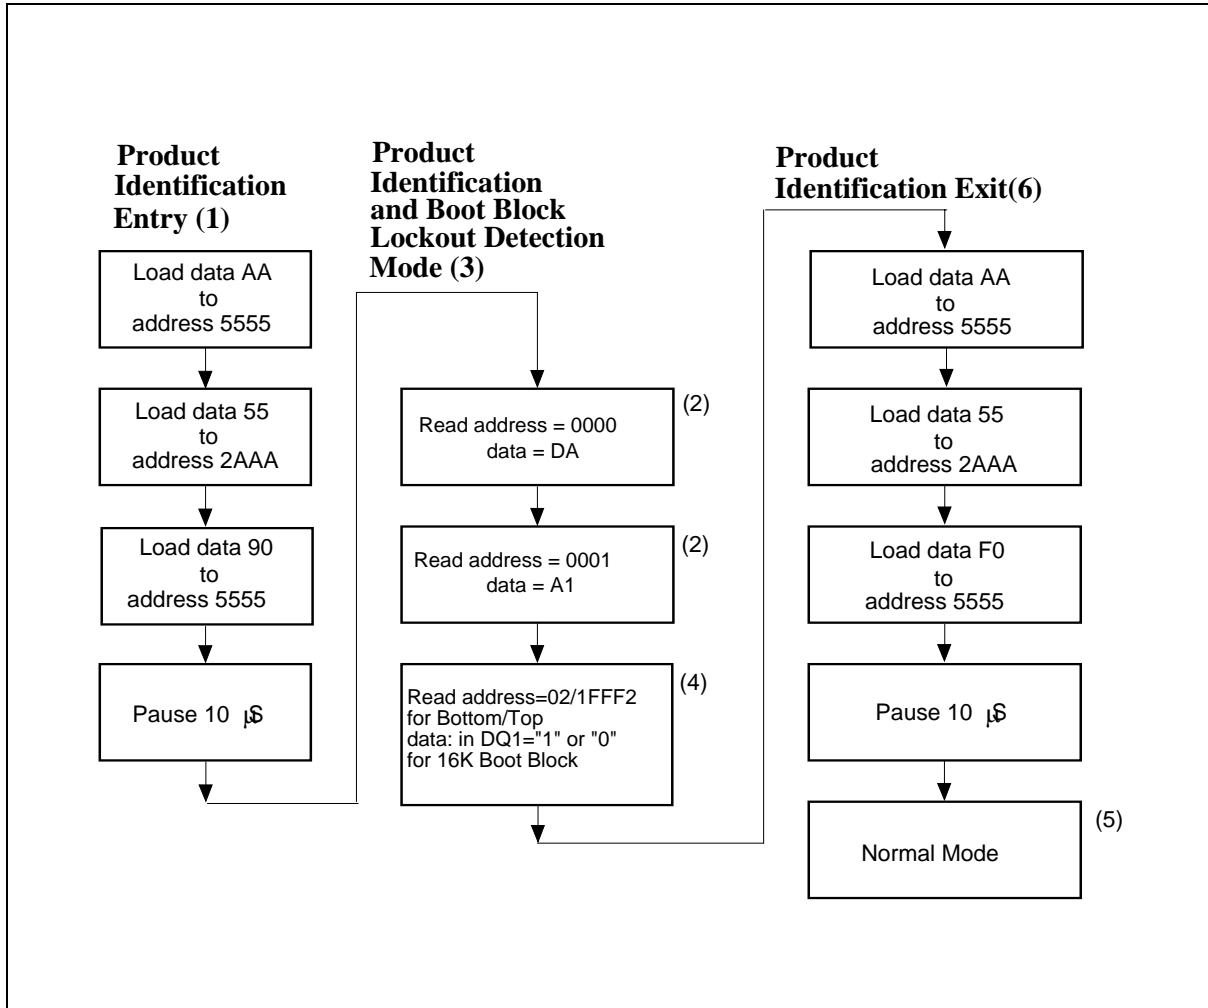 Product
Identification
Entry (1)
Load data AA
to
address 5555
Load data 55
to
address 2AAA
Load data 90
to
address 5555
Pause 10 µS
Product
Identification
and Boot Block
Lockout Detection
Mode (3)
Read address = 0000
data = DA
(2)
Read address = 0001
data = A1
(2)
Read address=02/1FFF2
for Bottom/Top
data: in DQ1="1" or "0"
for 16K Boot Block
(4)
Product
Identification Exit(6)
Load data AA
to
address 5555
Load data 55
to
address 2AAA
Load data F0
to
address 5555
Pause 10 µS
Normal Mode
(5)